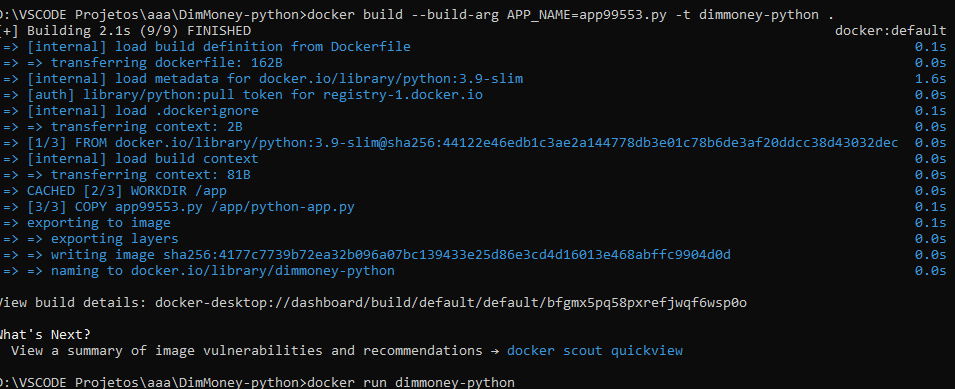 D:\VSCODE Projetos\aaa\DimMoney-python>docker build --build-arg APP_NAME=app99553.py -t dimmoney-python .
[+] Building 2.1s (9/9) FINISHED docker:default
=> [internal] load build definition from Dockerfile 0.1s
=> => transferring dockerfile: 162B 0.0s
=> [internal] load metadata for docker.io/library/python:3.9-slim 1.6s
=> [auth] library/python:pull token for registry-1.docker.io 0.0s
=> [internal] load .dockerignore 0.1s
=> => transferring context: 2B 0.0s
=> [1/3] FROM docker.io/library/python:3.9-slim@sha256:44122e46edb1c3ae2a144778db3e01c78b6de3af20ddcc38d43032dec 0.0s
=> [internal] load build context 0.0s
=> => transferring context: 81B 0.0s
=> CACHED [2/3] WORKDIR /app 0.0s
=> [3/3] COPY app99553.py /app/python-app.py 0.1s
=> exporting to image 0.1s
=> => exporting layers 0.0s
=> => writing image sha256:4177c7739b72ea32b096a07bc139433e25d86e3cd4d16013e468abffc9904d0d 0.0s
=> => naming to docker.io/library/dimmoney-python 0.0s
View build details: docker-desktop://dashboard/build/default/default/bfgmx5pq58pxrefjwqf6wsp0o
What's Next?
View a summary of image vulnerabilities and recommendations → docker scout quickview
D:\VSCODE Projetos\aaa\DimMoney-python>docker run dimmoney-python